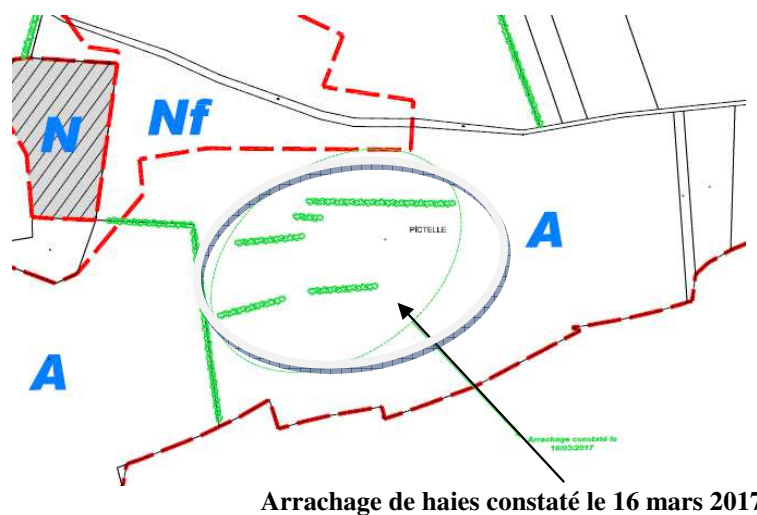 N
Nf
PICTELLE
A
A
Arrachage constaté le
16/03/2017
Arrachage de haies constaté le 16 mars 2017